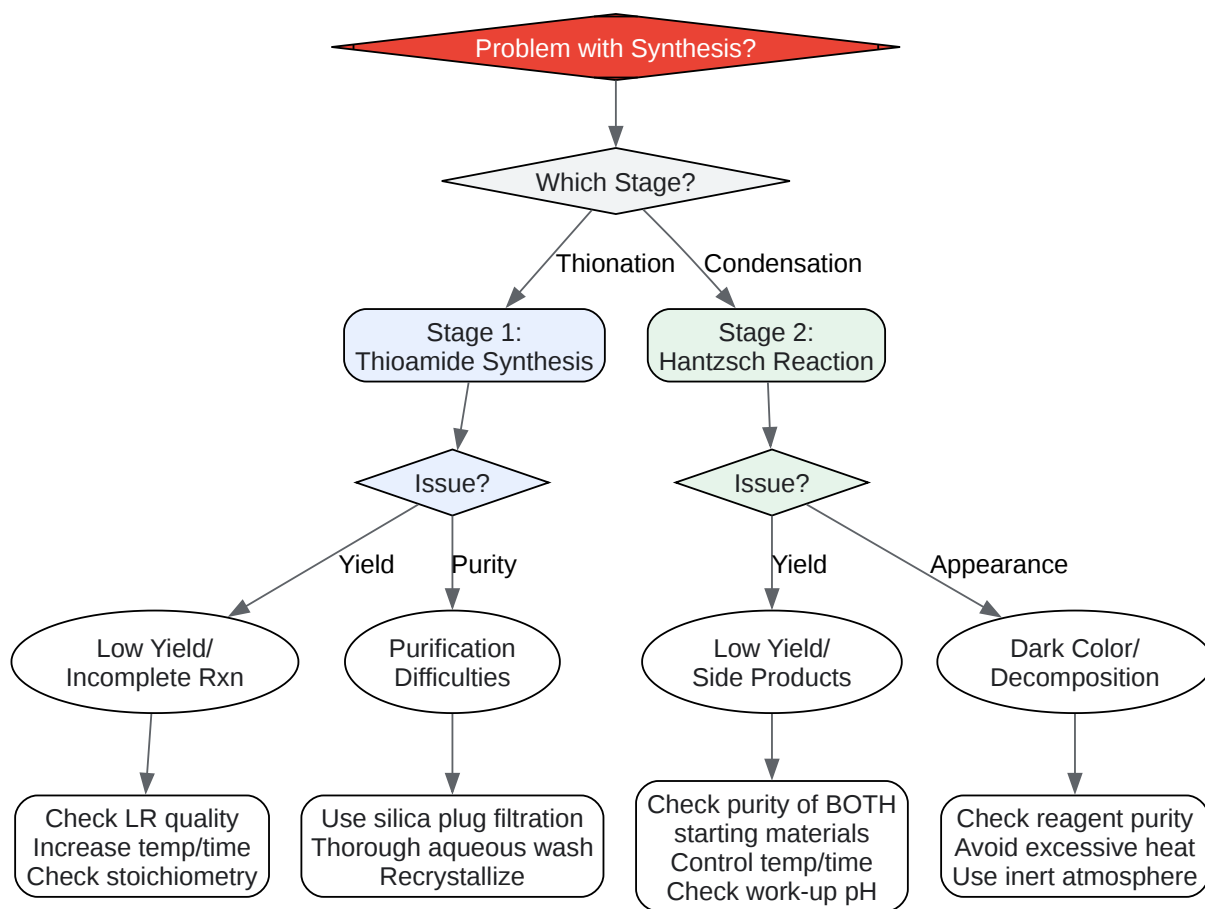 Problem with Synthesis?
Which Stage?
Thionation
Condensation
Stage 1:
Thioamide Synthesis
Stage 2:
Hantzsch Reaction
Issue?
Issue?
Yield
Purity
Yield
Appearance
Low Yield/
Incomplete Rxn
Purification
Difficulties
Low Yield/
Side Products
Dark Color/
Decomposition
Check LR quality
Increase temp/time
Check stoichiometry
Use silica plug filtration
Thorough aqueous wash
Recrystallize
Check purity of BOTH
starting materials
Control temp/time
Check work-up pH
Check reagent purity
Avoid excessive heat
Use inert atmosphere